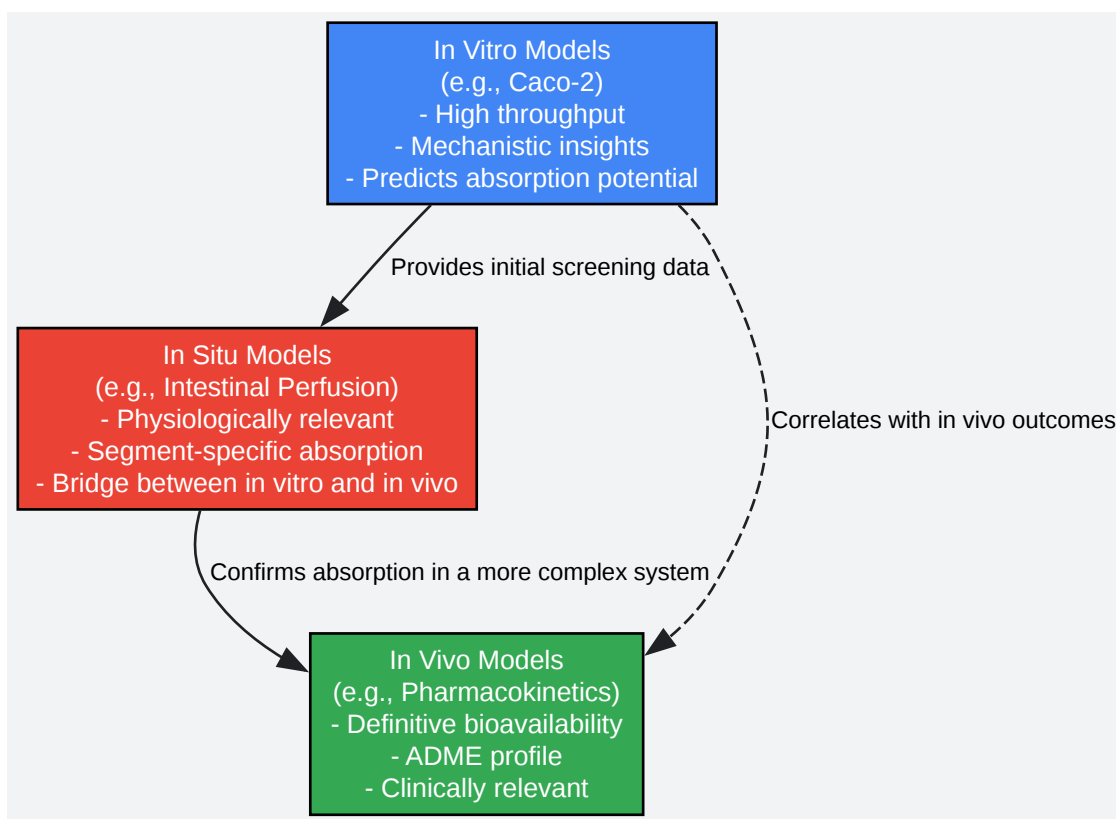 In Vitro Models
(e.g., Caco-2)
- High throughput
- Mechanistic insights
- Predicts absorption potential
Provides initial screening data
In Situ Models
(e.g., Intestinal Perfusion)
- Physiologically relevant
- Segment-specific absorption
- Bridge between in vitro and in vivo
Correlates with in vivo outcomes
Confirms absorption in a more complex system
In Vivo Models
(e.g., Pharmacokinetics)
- Definitive bioavailability
- ADME profile
- Clinically relevant